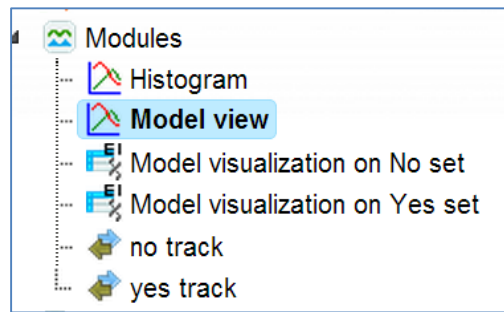 Modules
Histogram
Model view
Model visualization on No set
Model visualization on Yes set
no track
yes track